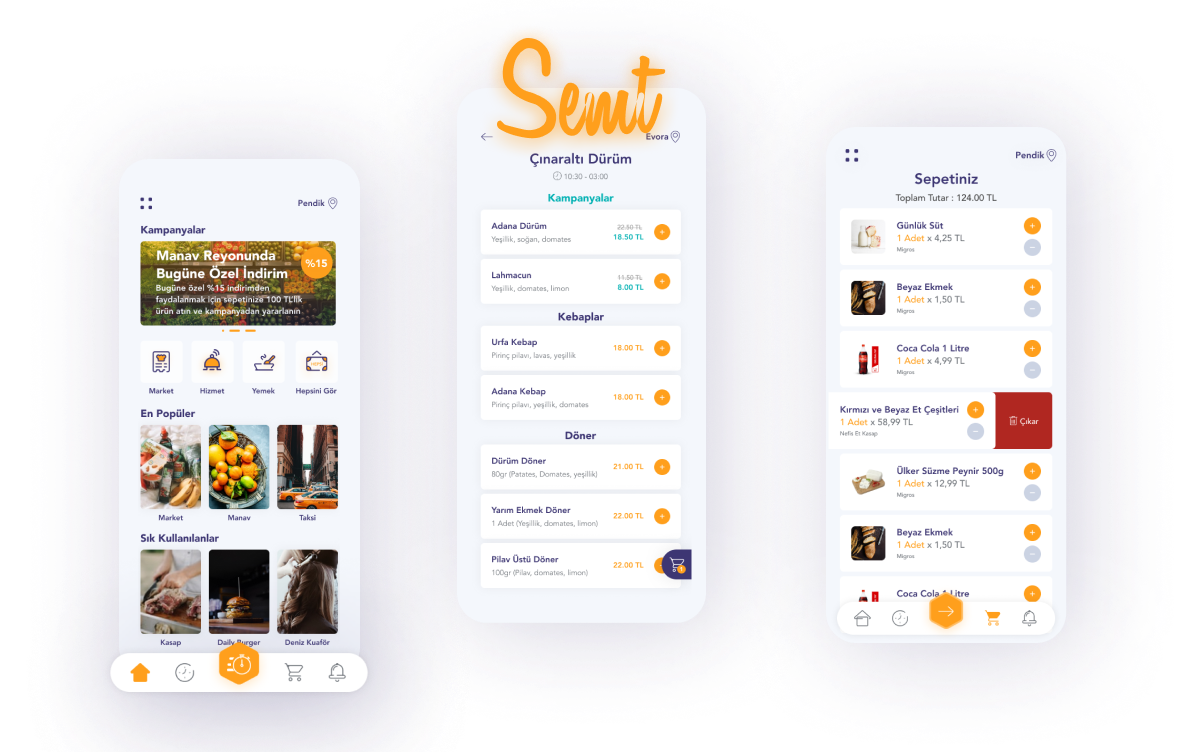 Semt
Pendik
Kampanyalar
Manav Reyonunda
Bugüne Özel İndirim
%15
Bugüne özel %15 indirimden
faydalanmak için sepetinize 100 TL'lik
ürün atın ve kampanyadan yararlanın
Market
Hizmet
Yemek
Hepsini Gör
En Popüler
Market
Manav
Taksi
Sık Kullanılanlar
Kasap
Daily Burger
Deniz Kuaför
Evora
Çınaraltı Dürüm
10:30 - 03:00
Kampanyalar
Adana Dürüm
22.50 TL
Yeşillik, soğan, domates
18.50 TL
Lahmacun
11.50 TL
Yeşillik, domates, limon
8.00 TL
Kebaplar
Urfa Kebap
Pirinç pilavı, lavas, yeşillik
18.00 TL
Adana Kebap
Pirinç pilavı, yeşillik, domates
18.00 TL
Döner
Dürüm Döner
80gr (Patates, Domates, yeşillik)
21.00 TL
Yarım Ekmek Döner
1 Adet (Yeşillik, domates, limon)
22.00 TL
Pilav Üstü Döner
100gr (Pilav, domates, limon)
22.00 TL
Pendik
Sepetiniz
Toplam Tutar : 124.00 TL
Günlük Süt
1 Adet x 4,25 TL
Migros
Beyaz Ekmek
1 Adet x 1,50 TL
Migros
Coca Cola 1 Litre
1 Adet x 4,99 TL
Migros
Kırmızı ve Beyaz Et Çeşitleri
1 Adet x 58,99 TL
Nefis Et Kasap
Çıkar
Ülker Süzme Peynir 500g
1 Adet x 12,99 TL
Migros
Beyaz Ekmek
1 Adet x 1,50 TL
Migros
Coca Cola 1 Litre